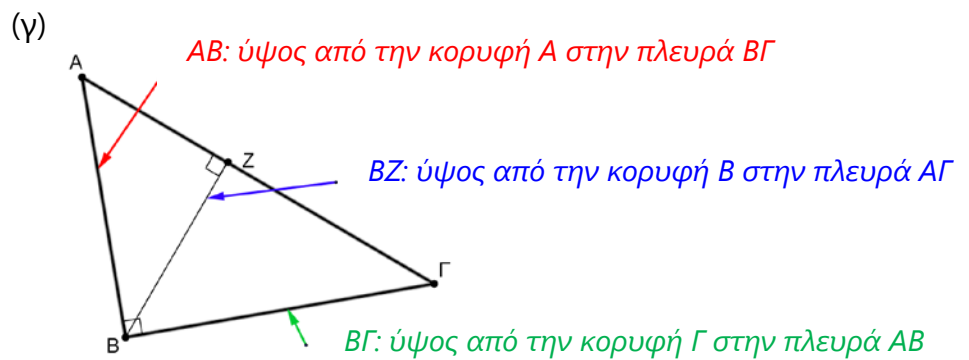 (γ)
ΑΒ: ύψος από την κορυφή Α στην πλευρά ΒΓ
Α
Ζ
ΒΖ: ύψος από την κορυφή Β στην πλευρά ΑΓ
Γ
Β
ΒΓ: ύψος από την κορυφή Γ στην πλευρά ΑΒ